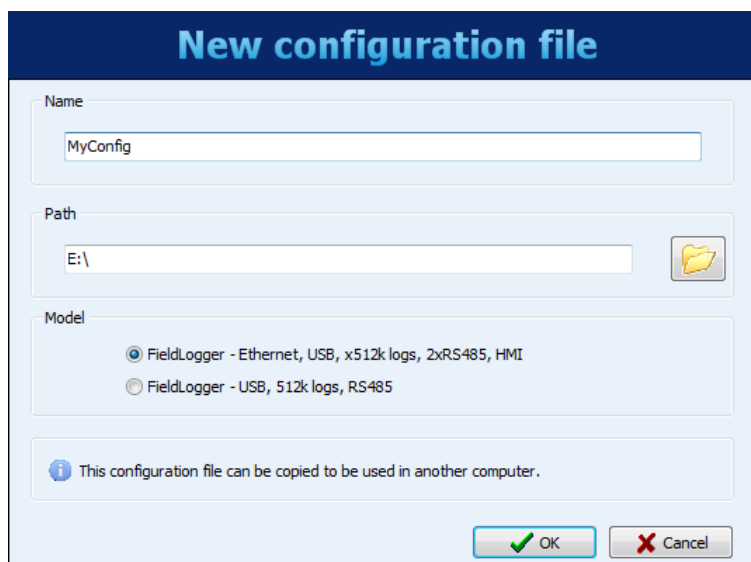 New configuration file
Name
MyConfig
Path
E:\
Model
FieldLogger - Ethernet, USB, x512k logs, 2xRS485, HMI
FieldLogger - USB, 512k logs, RS485
This configuration file can be copied to be used in another computer.
OK
Cancel